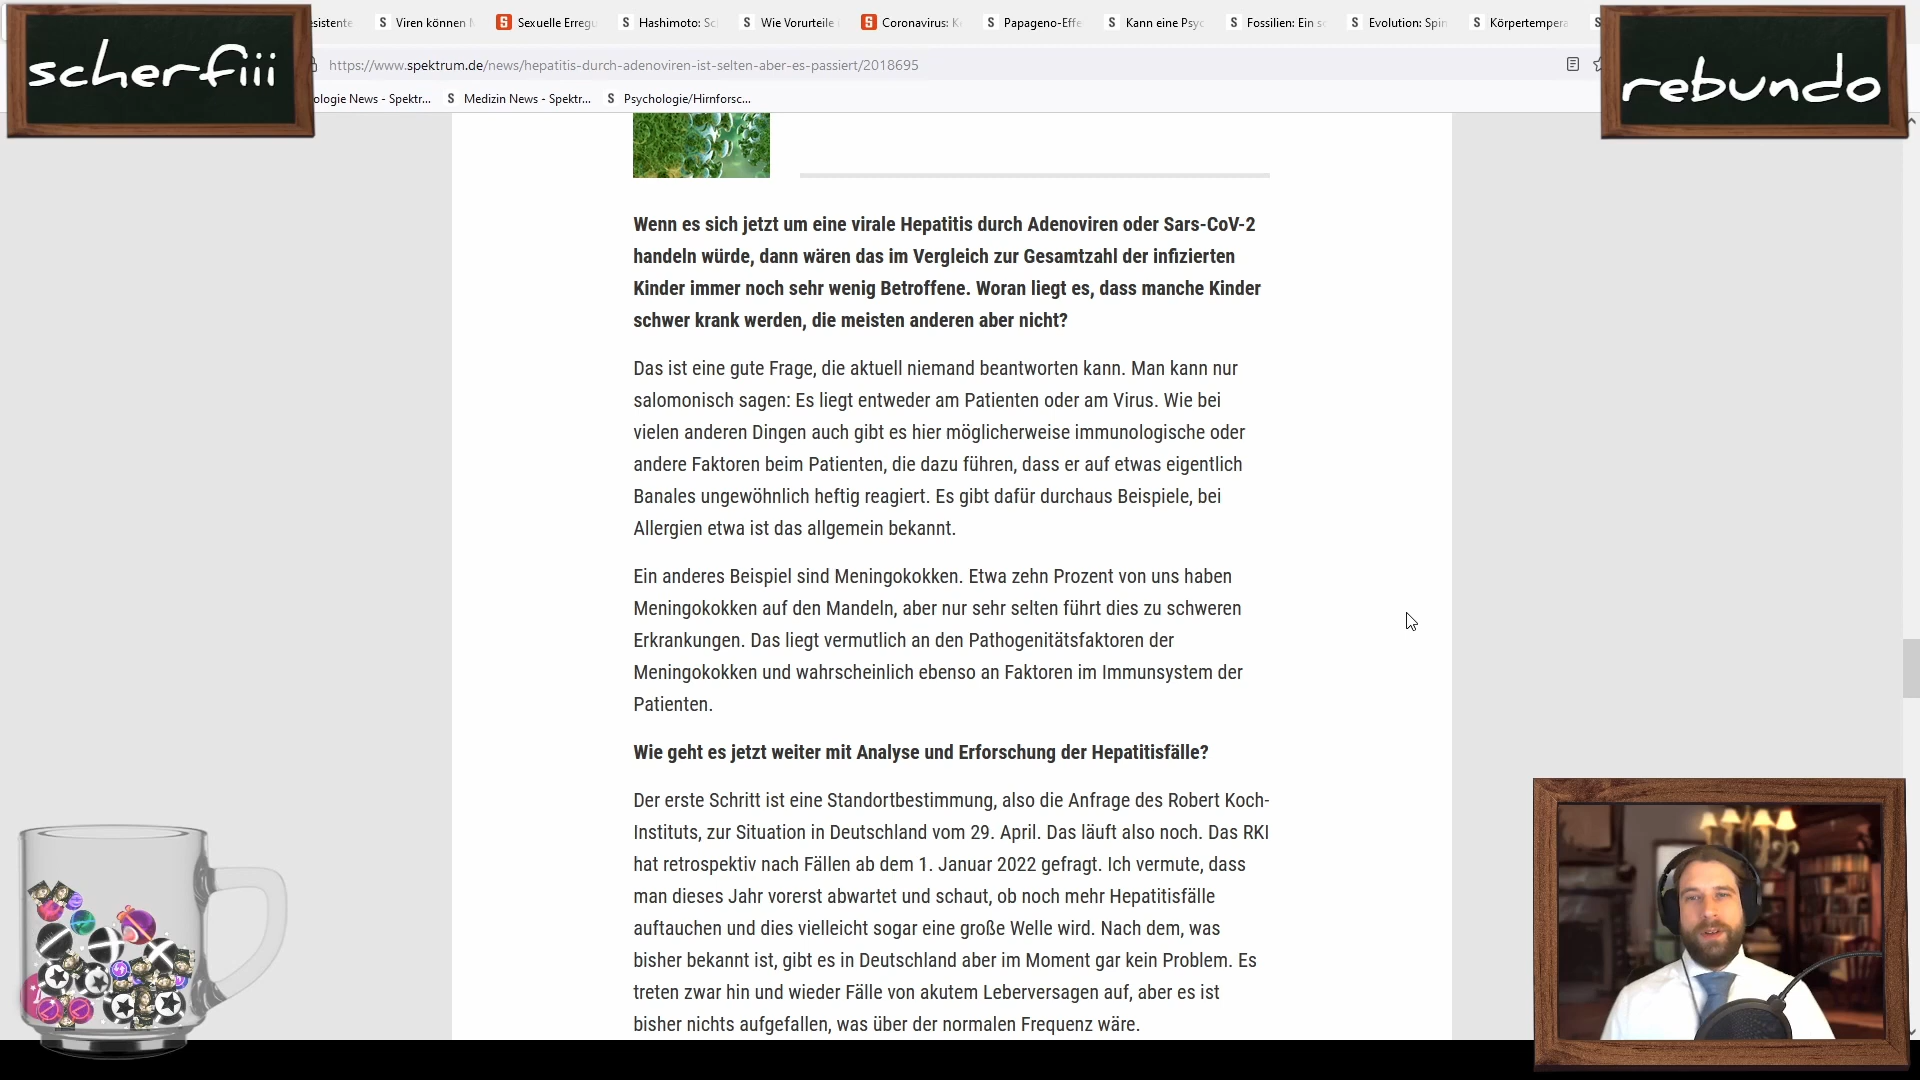 scherfiii
rebundo
esistente
Viren können
Sexuelle Erreg
Hashimoto:
Wie Vorurteile
Coronavirus:
Papageno-Effe
Kann eine Psyc
Fossilien: Ein
Evolution: Spin
Körpertempera
https://www.spektrum.de/news/hepatitis-durch-adenoviren-ist-selten-aber-es-passiert/2018695
ologie News - Spektr...
Medizin News - Spektr...
Psychologie/Hirnforsc...
Wenn es sich jetzt um eine virale Hepatitis durch Adenoviren oder Sars-CoV-2
handeln würde, dann wären das im Vergleich zur Gesamtzahl der infizierten
Kinder immer noch sehr wenig Betroffene. Woran liegt es, dass manche Kinder
schwer krank werden, die meisten anderen aber nicht?
Das ist eine gute Frage, die aktuell niemand beantworten kann. Man kann nur
salomonisch sagen: Es liegt entweder am Patienten oder am Virus. Wie bei
vielen anderen Dingen auch gibt es hier möglicherweise immunologische oder
andere Faktoren beim Patienten, die dazu führen, dass er auf etwas eigentlich
Banales ungewöhnlich heftig reagiert. Es gibt dafür durchaus Beispiele, bei
Allergien etwa ist das allgemein bekannt.
Ein anderes Beispiel sind Meningokokken. Etwa zehn Prozent von uns haben
Meningokokken auf den Mandeln, aber nur sehr selten führt dies zu schweren
Erkrankungen. Das liegt vermutlich an den Pathogenitätsfaktoren der
Meningokokken und wahrscheinlich ebenso an Faktoren im Immunsystem der
Patienten.
Wie geht es jetzt weiter mit Analyse und Erforschung der Hepatitisfälle?
Der erste Schritt ist eine Standortbestimmung, also die Anfrage des Robert Koch-
Instituts, zur Situation in Deutschland vom 29. April. Das läuft also noch. Das RKI
hat retrospektiv nach Fällen ab dem 1. Januar 2022 gefragt. Ich vermute, dass
man dieses Jahr vorerst abwartet und schaut, ob noch mehr Hepatitisfälle
auftauchen und dies vielleicht sogar eine große Welle wird. Nach dem, was
bisher bekannt ist, gibt es in Deutschland aber im Moment gar kein Problem. Es
treten zwar hin und wieder Fälle von akutem Leberversagen auf, aber es ist
bisher nichts aufgefallen, was über der normalen Frequenz wäre.